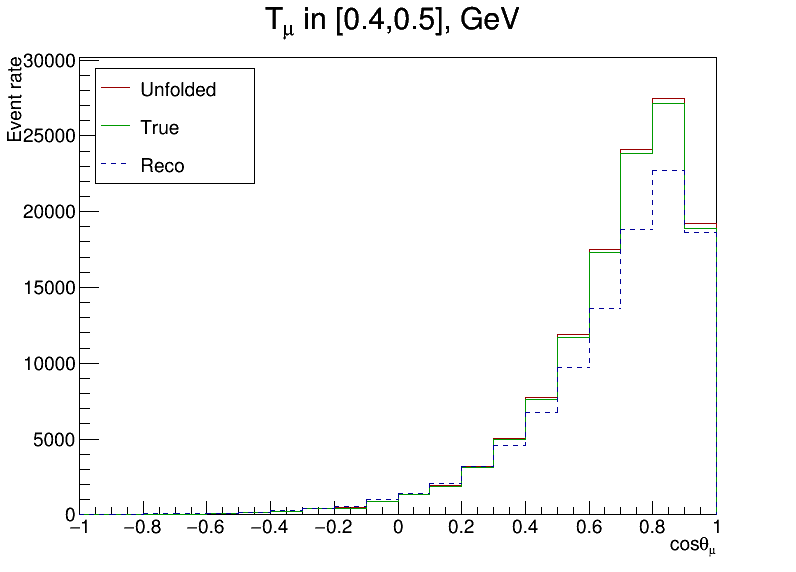 T_μ in [0.4,0.5], GeV
Event rate
30000
25000
20000
15000
10000
5000
0
Unfolded
True
Reco
−1 −0.8 −0.6 −0.4 −0.2 0 0.2 0.4 0.6 0.8 1
cosθ_μ